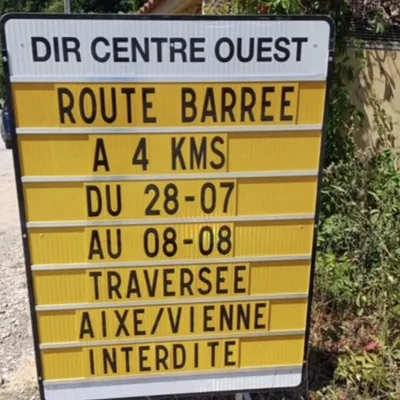 DIR CENTRE OUEST
ROUTE BARREE
A 4 KMS
DU 28-07
AU 08-08
TRAVERSEE
AIXE/VIENNE
INTERDITE